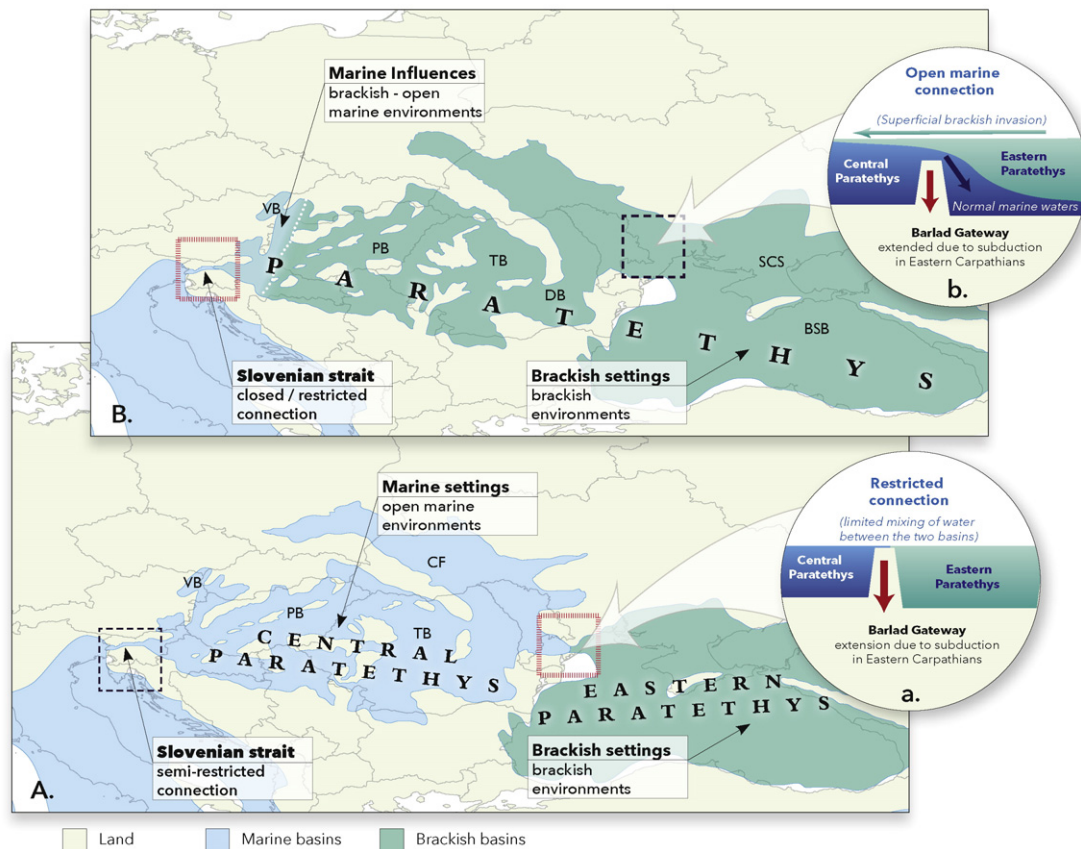 Marine Influences
brackish - open
marine environments
VB
PB
TB
DB
SCS
BSB
PARATETHYS
Slovenian strait
closed / restricted
connection
Brackish settings
brackish
environments
B.
Open marine
connection
(Superficial brackish invasion)
Central
Paratethys
Eastern
Paratethys
Normal marine waters
Barlad Gateway
extended due to subduction
in Eastern Carpathians
b.
Marine settings
open marine
environments
CF
VB
PB
TB
CENTRAL
PARATETHYS
EASTERN
PARATETHYS
Slovenian strait
semi-restricted
connection
Brackish settings
brackish
environments
A.
Restricted
connection
(limited mixing of water
between the two basins)
Central
Paratethys
Eastern
Paratethys
Barlad Gateway
extension due to subduction
in Eastern Carpathians
a.
Land
Marine basins
Brackish basins